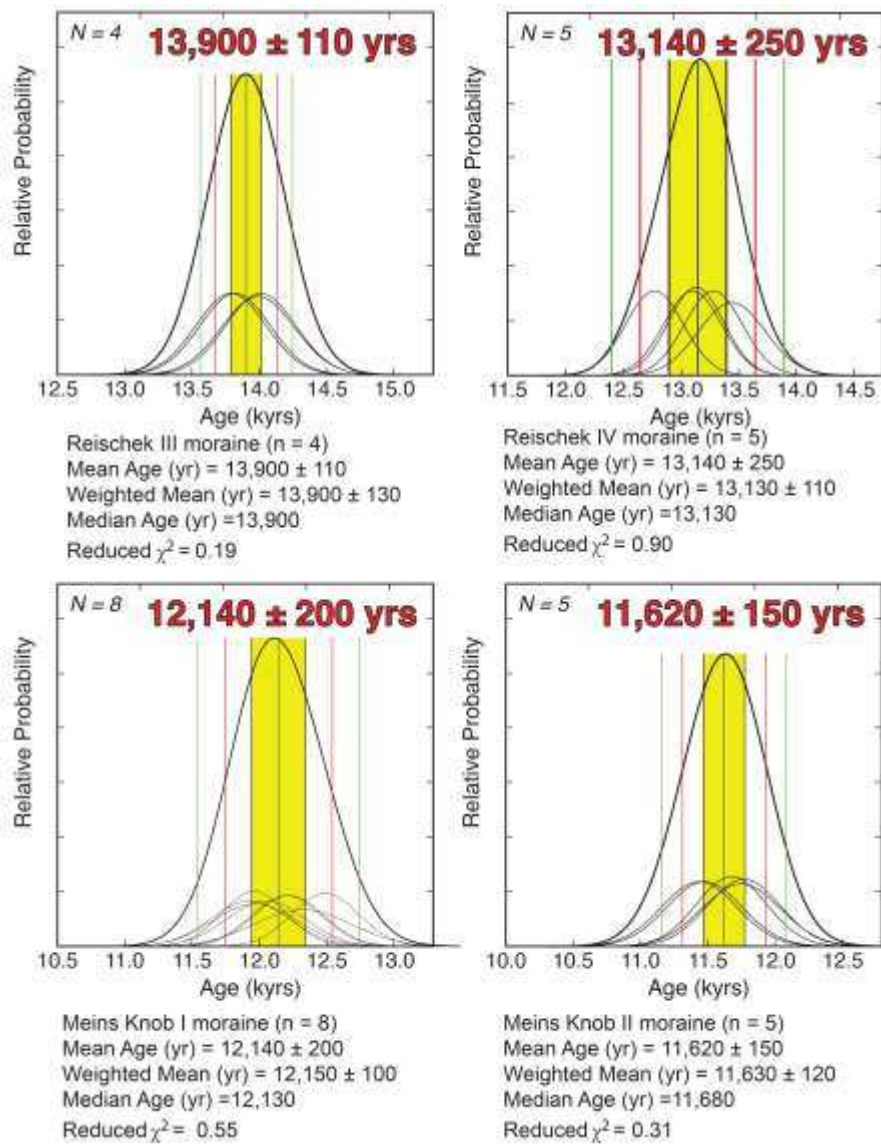 N = 4
13,900 ± 110 yrs
Relative Probability
12.5 13.0 13.5 14.0 14.5 15.0
Age (kyrs)
Reischek III moraine (n = 4)
Mean Age (yr) = 13,900 ± 110
Weighted Mean (yr) = 13,900 ± 130
Median Age (yr) =13,900
Reduced χ² = 0.19
N = 5
13,140 ± 250 yrs
Relative Probability
11.5 12.0 12.5 13.0 13.5 14.0 14.5
Age (kyrs)
Reischek IV moraine (n = 5)
Mean Age (yr) = 13,140 ± 250
Weighted Mean (yr) = 13,130 ± 110
Median Age (yr) =13,130
Reduced χ² = 0.90
N = 8
12,140 ± 200 yrs
Relative Probability
10.5 11.0 11.5 12.0 12.5 13.0
Age (kyrs)
Meins Knob I moraine (n = 8)
Mean Age (yr) = 12,140 ± 200
Weighted Mean (yr) = 12,150 ± 100
Median Age (yr) =12,130
Reduced χ² = 0.55
N = 5
11,620 ± 150 yrs
Relative Probability
10.0 10.5 11.0 11.5 12.0 12.5
Age (kyrs)
Meins Knob II moraine (n = 5)
Mean Age (yr) = 11,620 ± 150
Weighted Mean (yr) = 11,630 ± 120
Median Age (yr) =11,680
Reduced χ² = 0.31